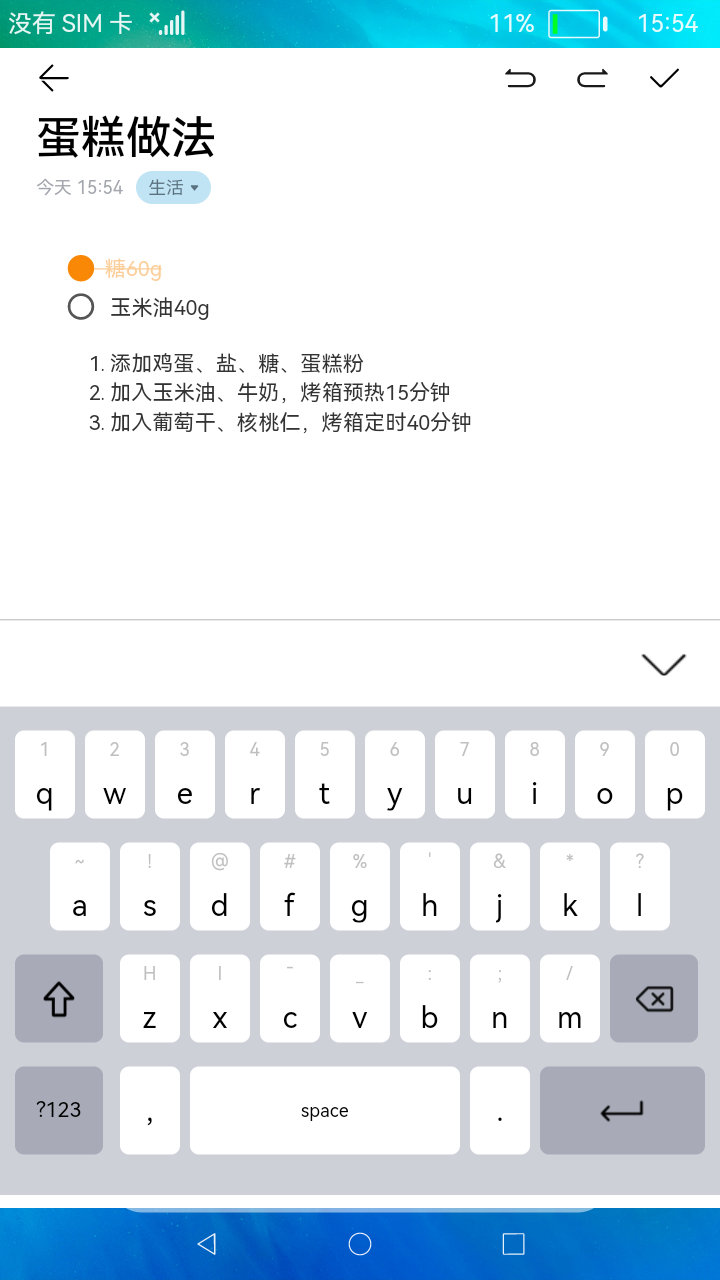 没有 SIM 卡 11% 15:54
蛋糕做法
今天 15:54 生活
糖60g
玉米油40g
1. 添加鸡蛋、盐、糖、蛋糕粉
2. 加入玉米油、牛奶，烤箱预热15分钟
3. 加入葡萄干、核桃仁，烤箱定时40分钟
1 2 3 4 5 6 7 8 9 0
q w e r t y u i o p
~ ! @ # % ' & * ?
a s d f g h j k l
H I - _ : ; /
z x c v b n m
?123 , space .